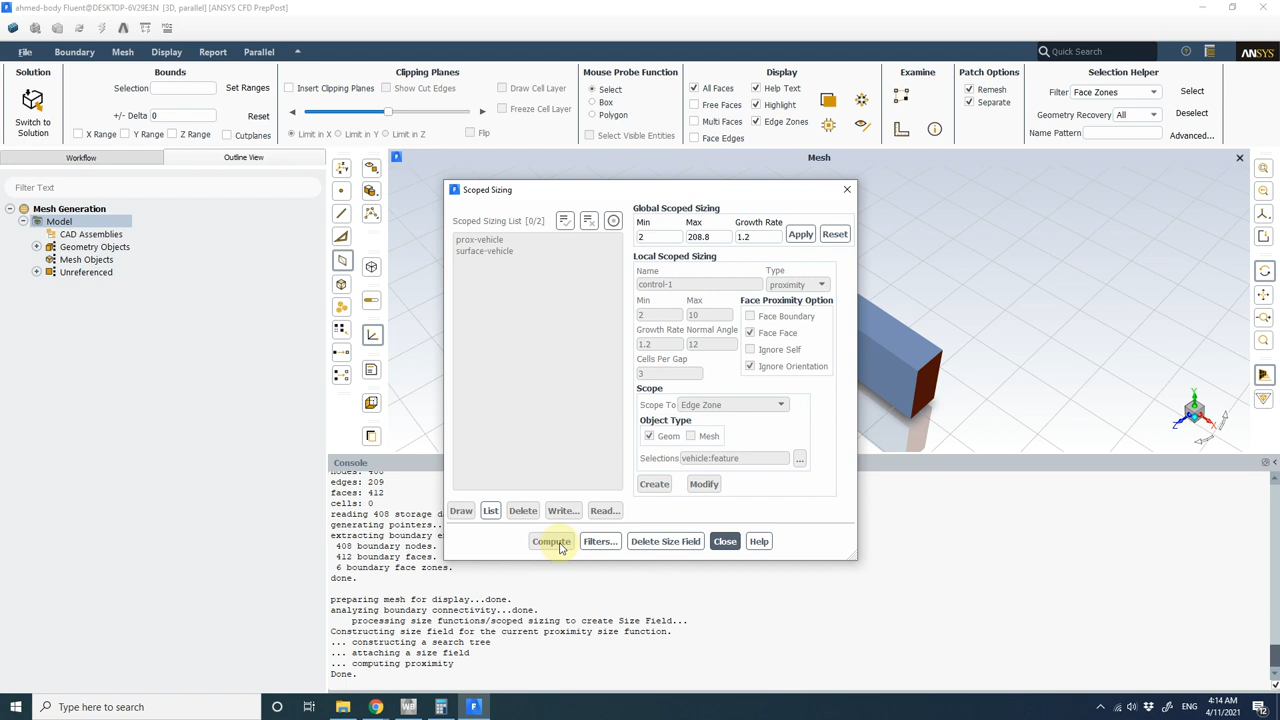 ahmed-body Fluent@DESKTOP-6V29E3N [3D, parallel] [ANSYS CFD PrepPost]
File Boundary Mesh Display Report Parallel
Quick Search
ANSYS
Solution
Switch to
Solution
Bounds
Selection
Set Ranges
+/- Delta 0
Reset
X Range Y Range Z Range Cutplanes
Clipping Planes
Insert Clipping Planes Show Cut Edges Draw Cell Layer
Freeze Cell Layer
Limit in X Limit in Y Limit in Z Flip
Mouse Probe Function
Select
Box
Polygon
Select Visible Entities
Display
All Faces Help Text
Free Faces Highlight
Multi Faces Edge Zones
Face Edges
Examine
Patch Options
Remesh
Separate
Selection Helper
Filter Face Zones Select
Geometry Recovery All Deselect
Name Pattern Advanced...
Workflow
Outline View
Filter Text
Mesh Generation
Model
CAD Assemblies
Geometry Objects
Mesh Objects
Unreferenced
Mesh
Scoped Sizing
Scoped Sizing List [0/2]
prox-vehicle
surface-vehicle
Global Scoped Sizing
Min Max Growth Rate
2 208.8 1.2 Apply Reset
Local Scoped Sizing
Name Type
control-1 proximity
Min Max Face Proximity Option
2 10 Face Boundary
Growth Rate Normal Angle Face Face
1.2 12 Ignore Self
Cells Per Gap Ignore Orientation
3
Scope
Scope To Edge Zone
Object Type
Geom Mesh
Selections vehicle:feature ...
Create Modify
Draw List Delete Write... Read...
Compute Filters... Delete Size Field Close Help
Console
edges: 209
faces: 412
cells: 0
reading 408 storage d
generating pointers..
extracting boundary e
408 boundary nodes.
412 boundary faces.
6 boundary face zones.
done.
preparing mesh for display...done.
analyzing boundary connectivity...done.
processing size functions/scoped sizing to create Size Field...
Constructing size field for the current proximity size function.
... constructing a search tree
... attaching a size field
... computing proximity
Done.
Type here to search
WB
ENG
4:14 AM
4/11/2021
12